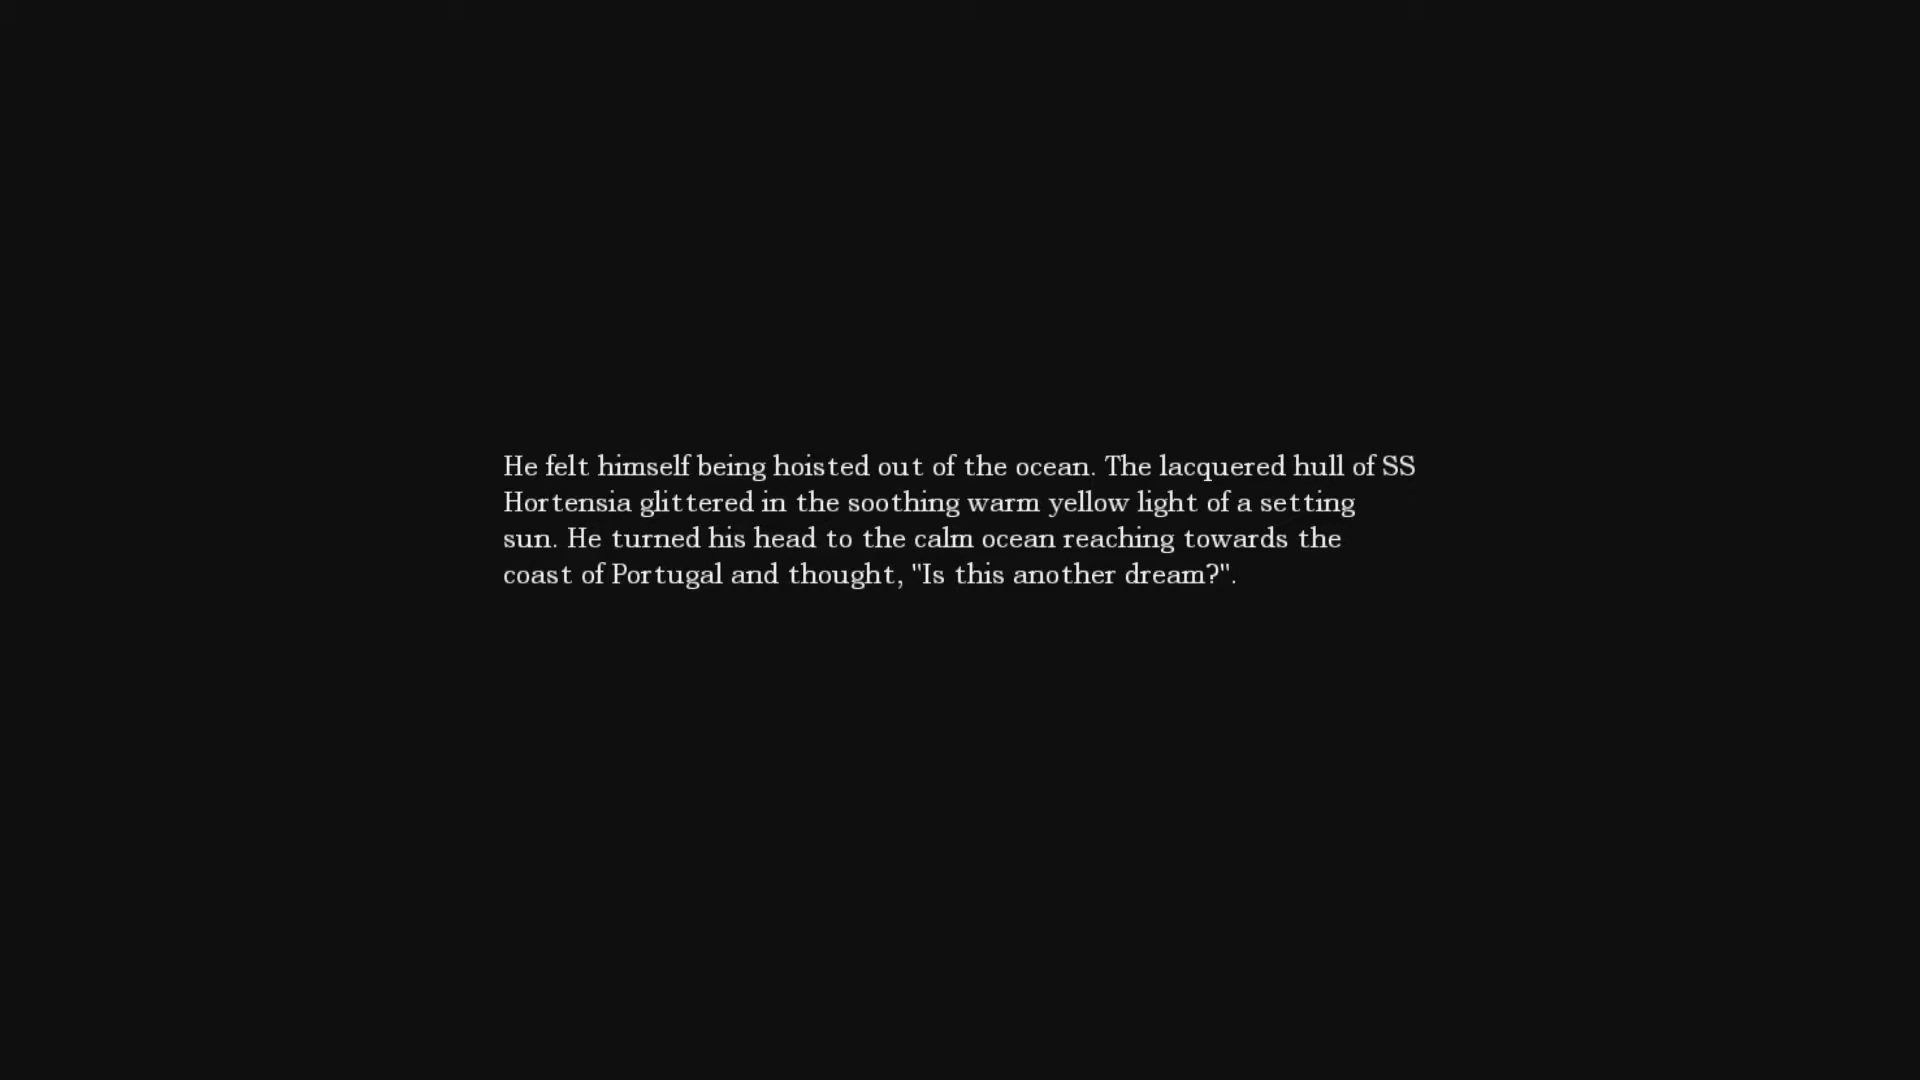 He felt himself being hoisted out of the ocean. The lacquered hull of SS
Hortensia glittered in the soothing warm yellow light of a setting
sun. He turned his head to the calm ocean reaching towards the
coast of Portugal and thought, "Is this another dream?".